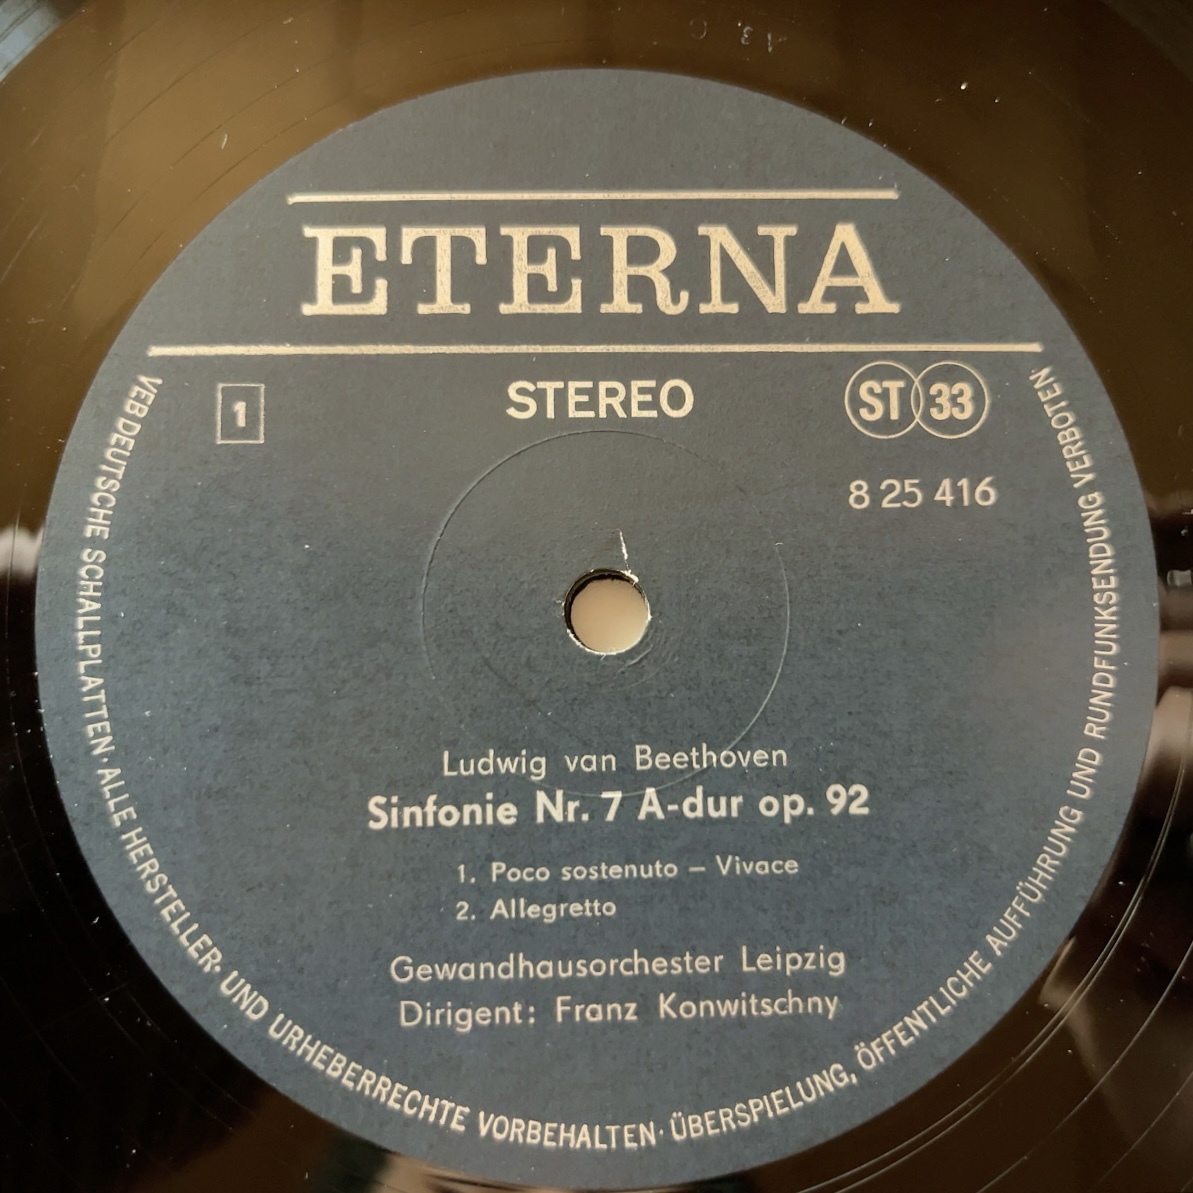 ETERNA
1
STEREO
ST 33
8 25 416
Ludwig van Beethoven
Sinfonie Nr. 7 A-dur op. 92
1. Poco sostenuto – Vivace
2. Allegretto
Gewandhausorchester Leipzig
Dirigent: Franz Konwitschny
VEB DEUTSCHE SCHALLPLATTEN · ALLE HERSTELLER- UND URHEBERRECHTE VORBEHALTEN · ÜBERSPIELUNG, ÖFFENTLICHE AUFFÜHRUNG UND RUNDFUNKSENDUNG VERBOTEN